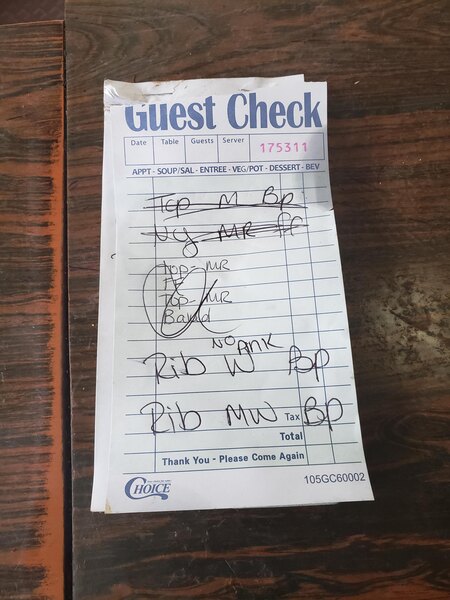 Guest Check
Date Table Guests Server 175311
APPT - SOUP/SAL - ENTREE - VEG/POT - DESSERT - BEV
Top M Bp
Ny MR FF
top- MR
FF
Top- MR
Baked
NO PINK
Rib W Bp
Rib MW Tax Bp
Total
Thank You - Please Come Again
CHOICE 105GC60002